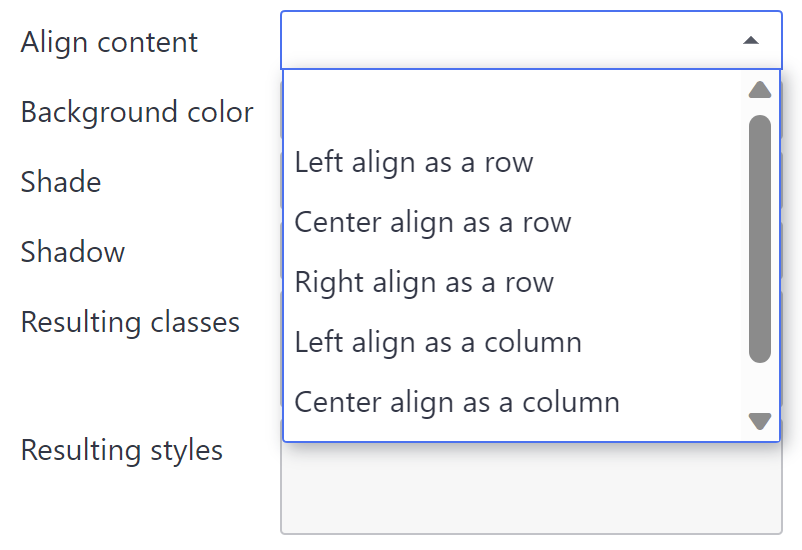 Align content
Background color
Shade
Shadow
Resulting classes
Resulting styles
Left align as a row
Center align as a row
Right align as a row
Left align as a column
Center align as a column